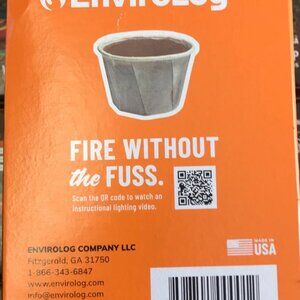 EnviroLog
FIRE WITHOUT
the FUSS.
Scan the QR code to watch an
instructional lighting video.
MADE IN
USA
ENVIROLOG COMPANY LLC
Fitzgerald, GA 31750
1-866-343-6847
www.envirolog.com
info@envirolog.com